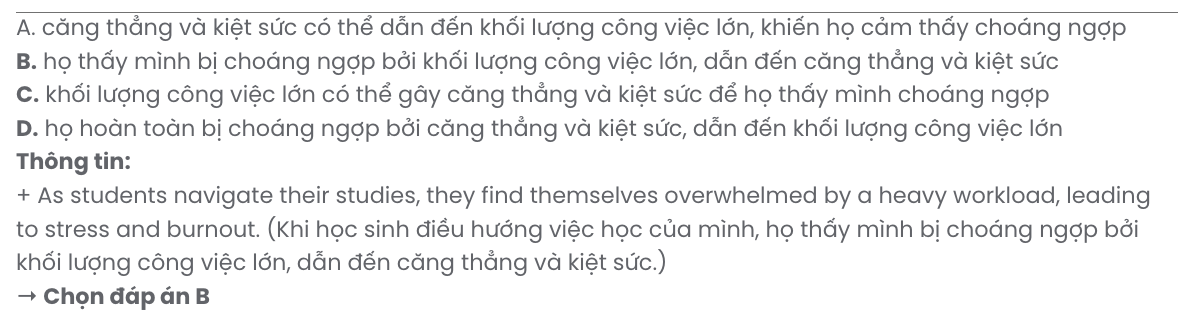 A. căng thẳng và kiệt sức có thể dẫn đến khối lượng công việc lớn, khiến họ cảm thấy choáng ngợp
B. họ thấy mình bị choáng ngợp bởi khối lượng công việc lớn, dẫn đến căng thẳng và kiệt sức
C. khối lượng công việc lớn có thể gây căng thẳng và kiệt sức để họ thấy mình choáng ngợp
D. họ hoàn toàn bị choáng ngợp bởi căng thẳng và kiệt sức, dẫn đến khối lượng công việc lớn
Thông tin:
+ As students navigate their studies, they find themselves overwhelmed by a heavy workload, leading
to stress and burnout. (Khi học sinh điều hướng việc học của mình, họ thấy mình bị choáng ngợp bởi
khối lượng công việc lớn, dẫn đến căng thẳng và kiệt sức.)
→ Chọn đáp án B